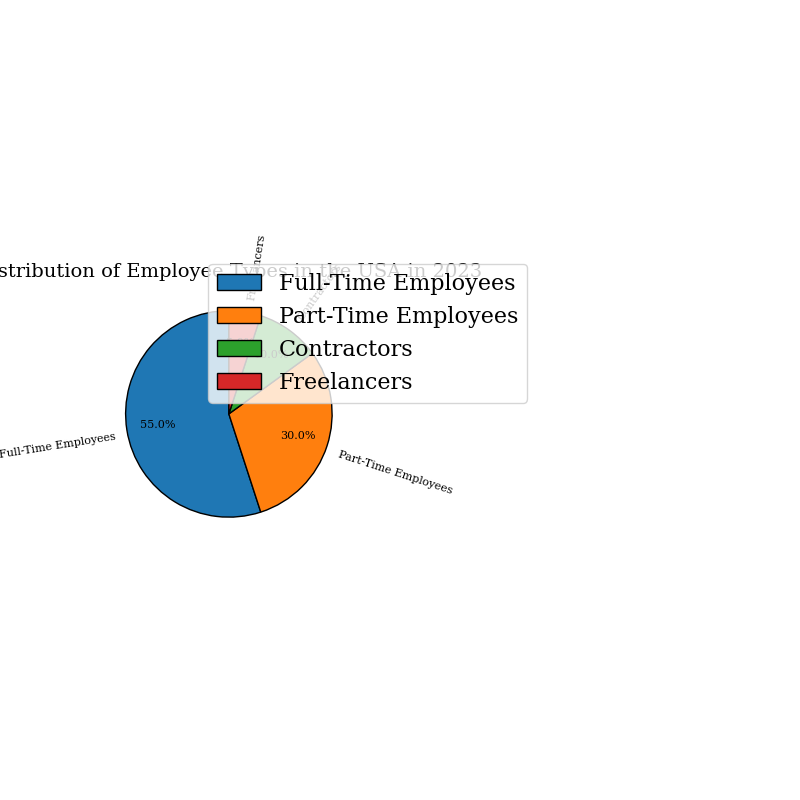 stribution of Employee Types in the USA in 2023
Full-Time Employees
Part-Time Employees
Contractors
Freelancers
55.0%
30.0%
Full-Time Employees
Part-Time Employees